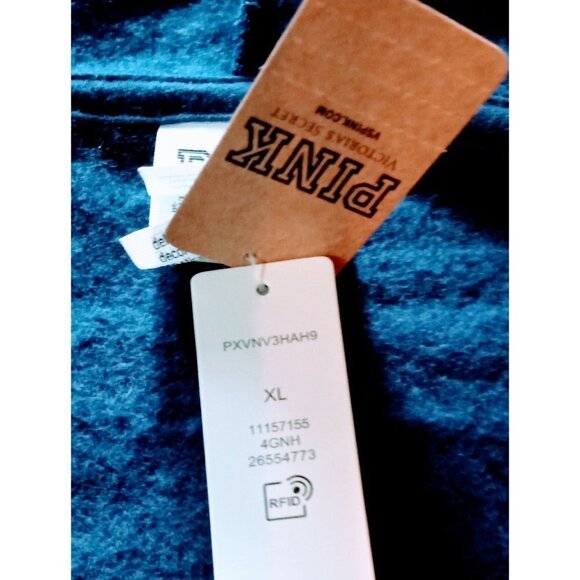 PINK
VICTORIA'S SECRET
VSPINK.COM
PXVNV3HAH9
XL
11157155
4GNH
26554773
RFID